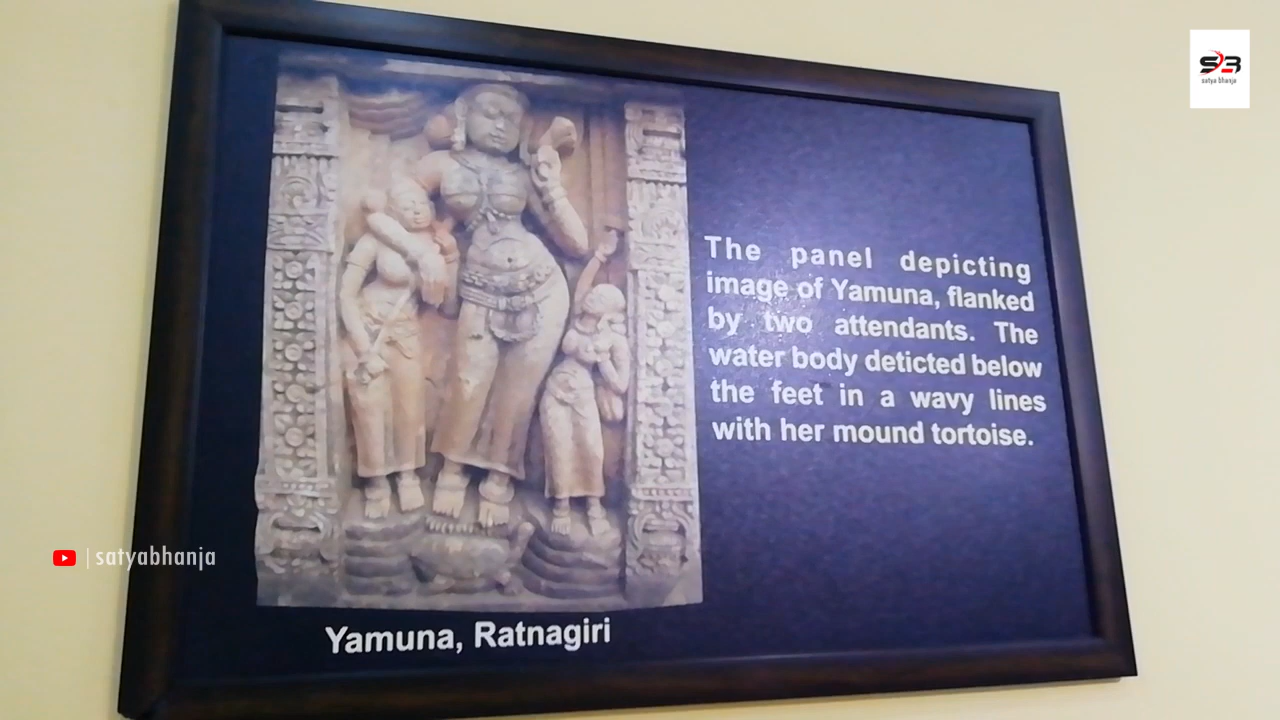 S B
satya bhanja
The panel depicting
image of Yamuna, flanked
by two attendants. The
water body deticted below
the feet in a wavy lines
with her mound tortoise.
| satyabhanja
Yamuna, Ratnagiri